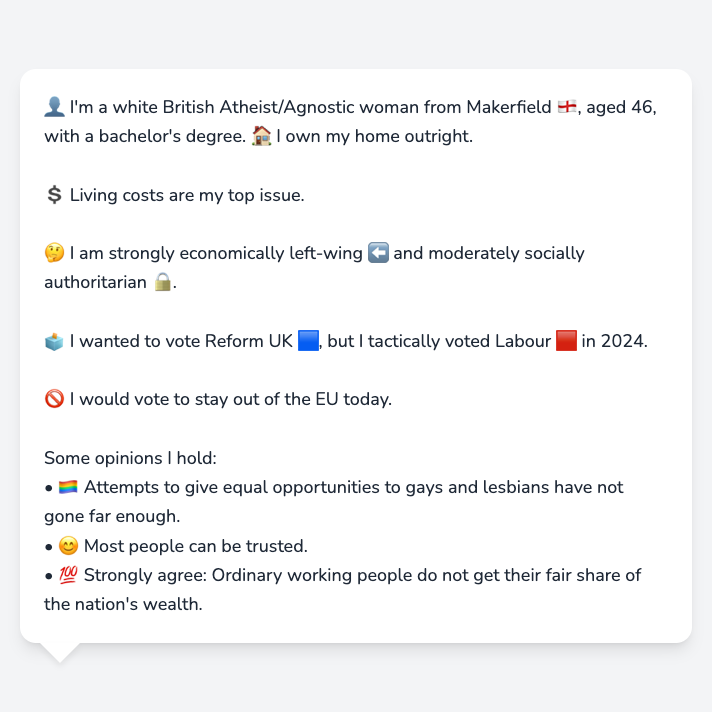 👤 I'm a white British Atheist/Agnostic woman from Makerfield 🏴󠁧󠁢󠁥󠁮󠁧󠁿, aged 46,
with a bachelor's degree. 🏠 I own my home outright.
💲 Living costs are my top issue.
🤔 I am strongly economically left-wing ⬅️ and moderately socially
authoritarian 🔒.
🗳️ I wanted to vote Reform UK 🟦, but I tactically voted Labour 🟥 in 2024.
🚫 I would vote to stay out of the EU today.
Some opinions I hold:
• 🏳️‍🌈 Attempts to give equal opportunities to gays and lesbians have not
gone far enough.
• 😊 Most people can be trusted.
• 💯 Strongly agree: Ordinary working people do not get their fair share of
the nation's wealth.